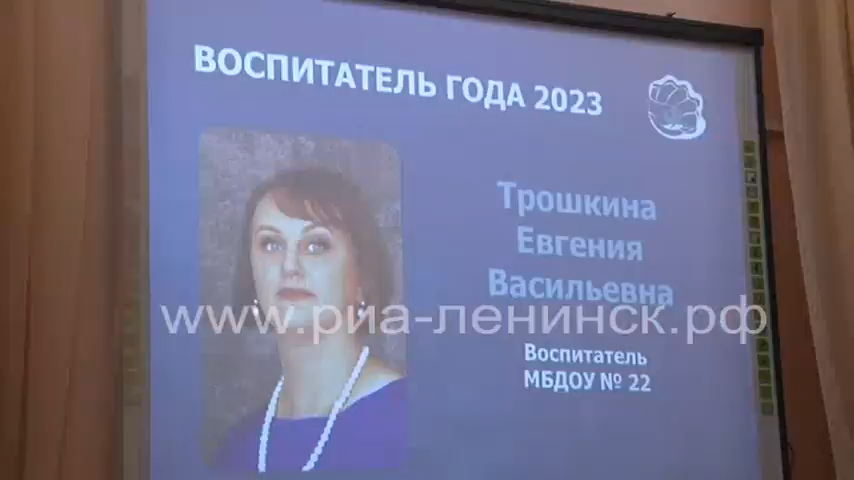 ВОСПИТАТЕЛЬ ГОДА 2023
Трошкина
Евгения
Васильевна
www.риа-ленинск.рф
Воспитатель
МБДОУ № 22